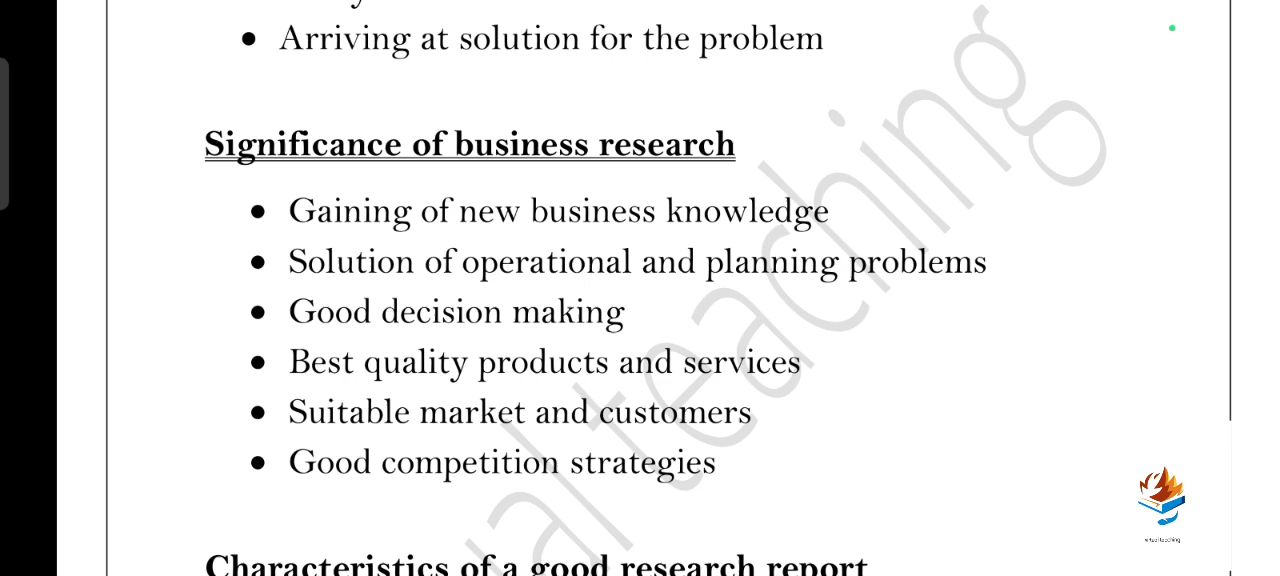 • Arriving at solution for the problem
Significance of business research
• Gaining of new business knowledge
• Solution of operational and planning problems
• Good decision making
• Best quality products and services
• Suitable market and customers
• Good competition strategies
Characteristics of a good research report
teaching